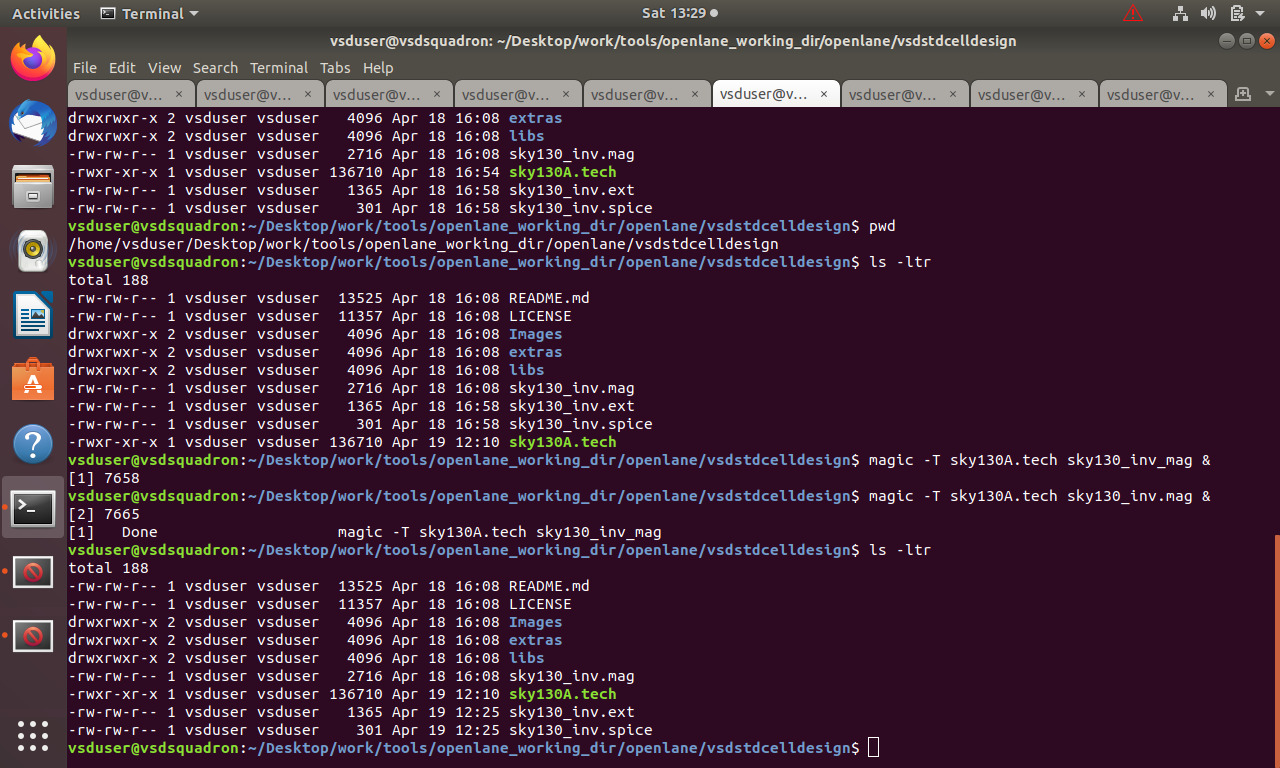 Activities Terminal Sat 13:29
vsduser@vsdsquadron: ~/Desktop/work/tools/openlane_working_dir/openlane/vsdstdcelldesign
File Edit View Search Terminal Tabs Help
vsduser@v... × vsduser@v... × vsduser@v... × vsduser@v... × vsduser@v... × vsduser@v... × vsduser@v... × vsduser@v... × vsduser@v... ×
drwxrwxr-x 2 vsduser vsduser   4096 Apr 18 16:08 extras
drwxrwxr-x 2 vsduser vsduser   4096 Apr 18 16:08 libs
-rw-rw-r-- 1 vsduser vsduser   2716 Apr 18 16:08 sky130_inv.mag
-rwxr-xr-x 1 vsduser vsduser 136710 Apr 18 16:54 sky130A.tech
-rw-rw-r-- 1 vsduser vsduser   1365 Apr 18 16:58 sky130_inv.ext
-rw-rw-r-- 1 vsduser vsduser    301 Apr 18 16:58 sky130_inv.spice
vsduser@vsdsquadron:~/Desktop/work/tools/openlane_working_dir/openlane/vsdstdcelldesign$ pwd
/home/vsduser/Desktop/work/tools/openlane_working_dir/openlane/vsdstdcelldesign
vsduser@vsdsquadron:~/Desktop/work/tools/openlane_working_dir/openlane/vsdstdcelldesign$ ls -ltr
total 188
-rw-rw-r-- 1 vsduser vsduser  13525 Apr 18 16:08 README.md
-rw-rw-r-- 1 vsduser vsduser  11357 Apr 18 16:08 LICENSE
drwxrwxr-x 2 vsduser vsduser   4096 Apr 18 16:08 Images
drwxrwxr-x 2 vsduser vsduser   4096 Apr 18 16:08 extras
drwxrwxr-x 2 vsduser vsduser   4096 Apr 18 16:08 libs
-rw-rw-r-- 1 vsduser vsduser   2716 Apr 18 16:08 sky130_inv.mag
-rw-rw-r-- 1 vsduser vsduser   1365 Apr 18 16:58 sky130_inv.ext
-rw-rw-r-- 1 vsduser vsduser    301 Apr 18 16:58 sky130_inv.spice
-rwxr-xr-x 1 vsduser vsduser 136710 Apr 19 12:10 sky130A.tech
vsduser@vsdsquadron:~/Desktop/work/tools/openlane_working_dir/openlane/vsdstdcelldesign$ magic -T sky130A.tech sky130_inv_mag &
[1] 7658
vsduser@vsdsquadron:~/Desktop/work/tools/openlane_working_dir/openlane/vsdstdcelldesign$ magic -T sky130A.tech sky130_inv.mag &
[2] 7665
[1]   Done                    magic -T sky130A.tech sky130_inv_mag
vsduser@vsdsquadron:~/Desktop/work/tools/openlane_working_dir/openlane/vsdstdcelldesign$ ls -ltr
total 188
-rw-rw-r-- 1 vsduser vsduser  13525 Apr 18 16:08 README.md
-rw-rw-r-- 1 vsduser vsduser  11357 Apr 18 16:08 LICENSE
drwxrwxr-x 2 vsduser vsduser   4096 Apr 18 16:08 Images
drwxrwxr-x 2 vsduser vsduser   4096 Apr 18 16:08 extras
drwxrwxr-x 2 vsduser vsduser   4096 Apr 18 16:08 libs
-rw-rw-r-- 1 vsduser vsduser   2716 Apr 18 16:08 sky130_inv.mag
-rwxr-xr-x 1 vsduser vsduser 136710 Apr 19 12:10 sky130A.tech
-rw-rw-r-- 1 vsduser vsduser   1365 Apr 19 12:25 sky130_inv.ext
-rw-rw-r-- 1 vsduser vsduser    301 Apr 19 12:25 sky130_inv.spice
vsduser@vsdsquadron:~/Desktop/work/tools/openlane_working_dir/openlane/vsdstdcelldesign$